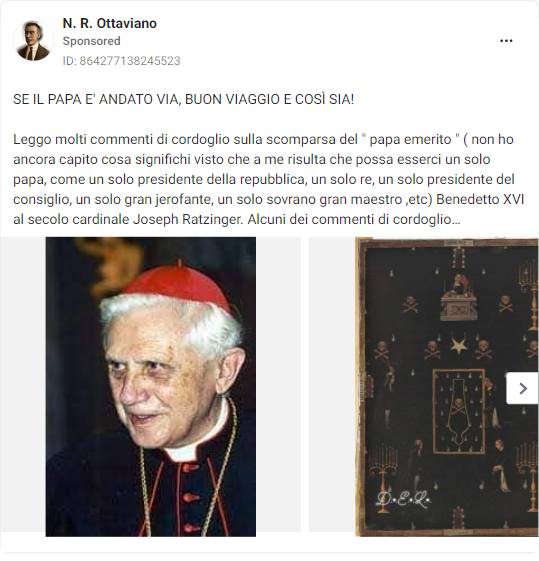 N. R. Ottaviano
Sponsored
ID: 864277138245523
SE IL PAPA E' ANDATO VIA, BUON VIAGGIO E COSÌ SIA!
Leggo molti commenti di cordoglio sulla scomparsa del " papa emerito " ( non ho
ancora capito cosa significhi visto che a me risulta che possa esserci un solo
papa, come un solo presidente della repubblica, un solo re, un solo presidente del
consiglio, un solo gran jerofante, un solo sovrano gran maestro ,etc) Benedetto XVI
al secolo cardinale Joseph Ratzinger. Alcuni dei commenti di cordoglio...
D.E.L.